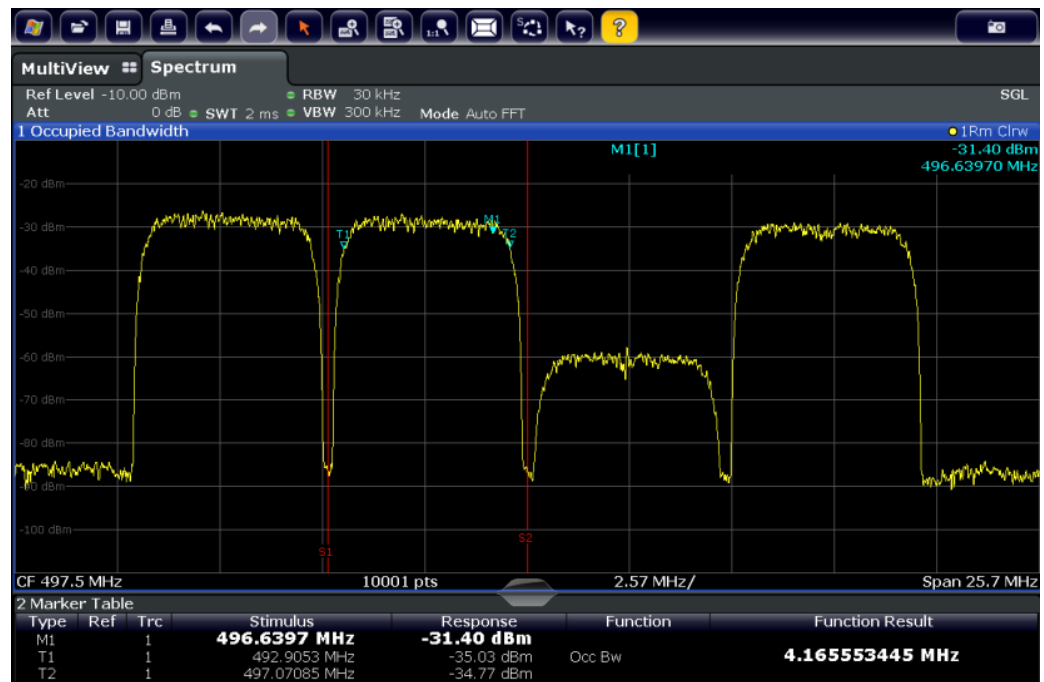 1:1 S ?
?
MultiView Spectrum
Ref Level -10.00 dBm RBW 30 kHz SGL
Att 0 dB SWT 2 ms VBW 300 kHz Mode Auto FFT
1 Occupied Bandwidth 1Rm Clrw
M1[1] -31.40 dBm
496.63970 MHz
-20 dBm
M1
-30 dBm
T1 T2
-40 dBm
-50 dBm
-60 dBm
-70 dBm
-80 dBm
-90 dBm
-100 dBm
S2
S1
CF 497.5 MHz 10001 pts 2.57 MHz/ Span 25.7 MHz
2 Marker Table
Type Ref Trc Stimulus Response Function Function Result
M1 1 496.6397 MHz -31.40 dBm
T1 1 492.9053 MHz -35.03 dBm Occ Bw 4.165553445 MHz
T2 1 497.07085 MHz -34.77 dBm